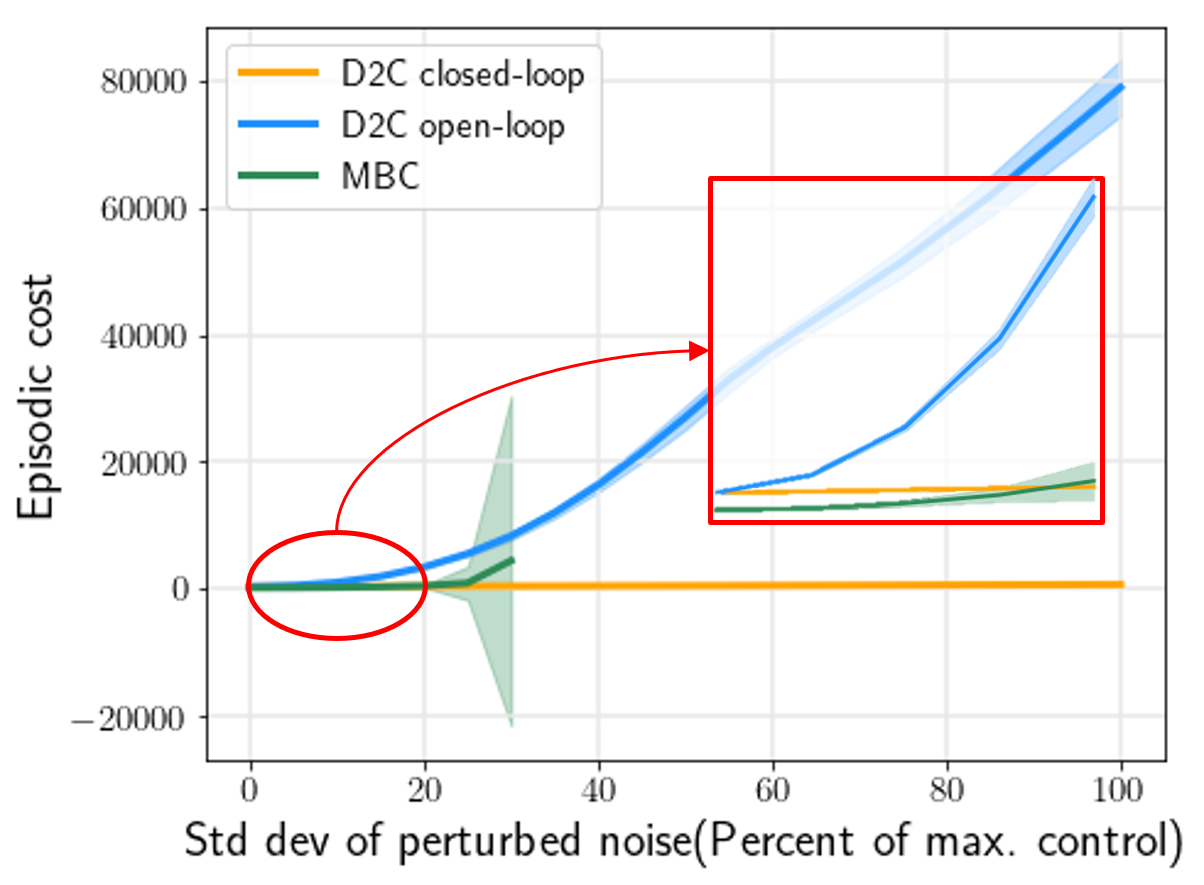 D2C closed-loop
D2C open-loop
MBC
80000
60000
40000
20000
0
−20000
Episodic cost
0 20 40 60 80 100
Std dev of perturbed noise(Percent of max. control)